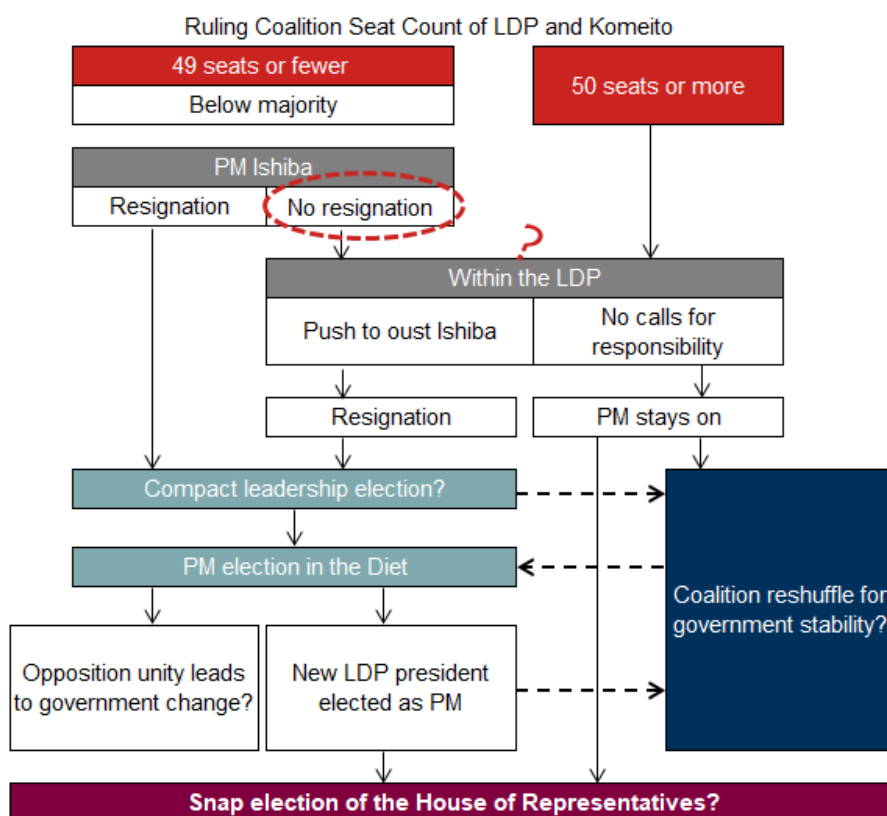 Ruling Coalition Seat Count of LDP and Komeito
49 seats or fewer
Below majority
50 seats or more
PM Ishiba
Resignation
No resignation
?
Within the LDP
Push to oust Ishiba
No calls for
responsibility
Resignation
PM stays on
Compact leadership election?
PM election in the Diet
Coalition reshuffle for
government stability?
Opposition unity leads
to government change?
New LDP president
elected as PM
Snap election of the House of Representatives?